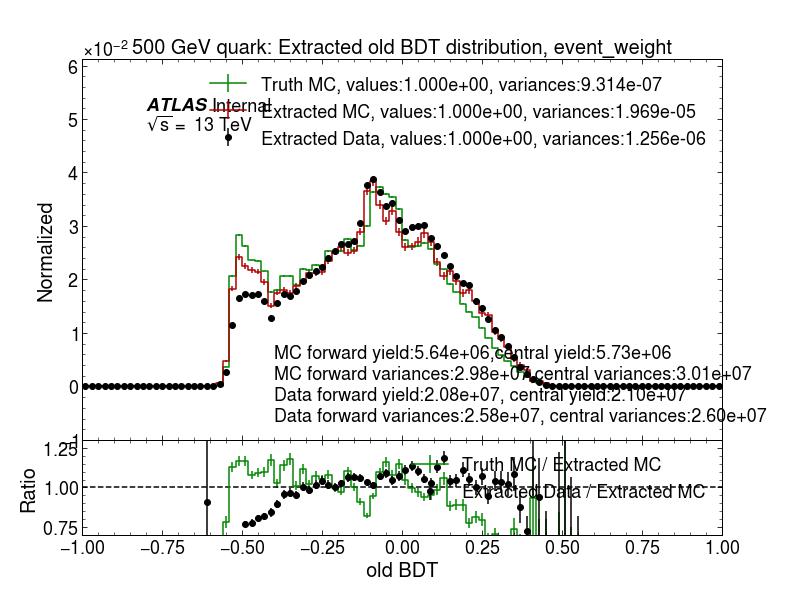 ×10⁻² 500 GeV quark: Extracted old BDT distribution, event_weight
Truth MC, values:1.000e+00, variances:9.314e-07
ATLAS Internal
Extracted MC, values:1.000e+00, variances:1.969e-05
√s = 13 TeV
Extracted Data, values:1.000e+00, variances:1.256e-06
6
5
4
3
2
1
0
−1
Normalized
MC forward yield:5.64e+06,central yield:5.73e+06
MC forward variances:2.98e+07, central variances:3.01e+07
Data forward yield:2.08e+07, central yield:2.10e+07
Data forward variances:2.58e+07, central variances:2.60e+07
1.25
1.00
0.75
Ratio
Truth MC / Extracted MC
Extracted Data / Extracted MC
−1.00 −0.75 −0.50 −0.25 0.00 0.25 0.50 0.75 1.00
old BDT